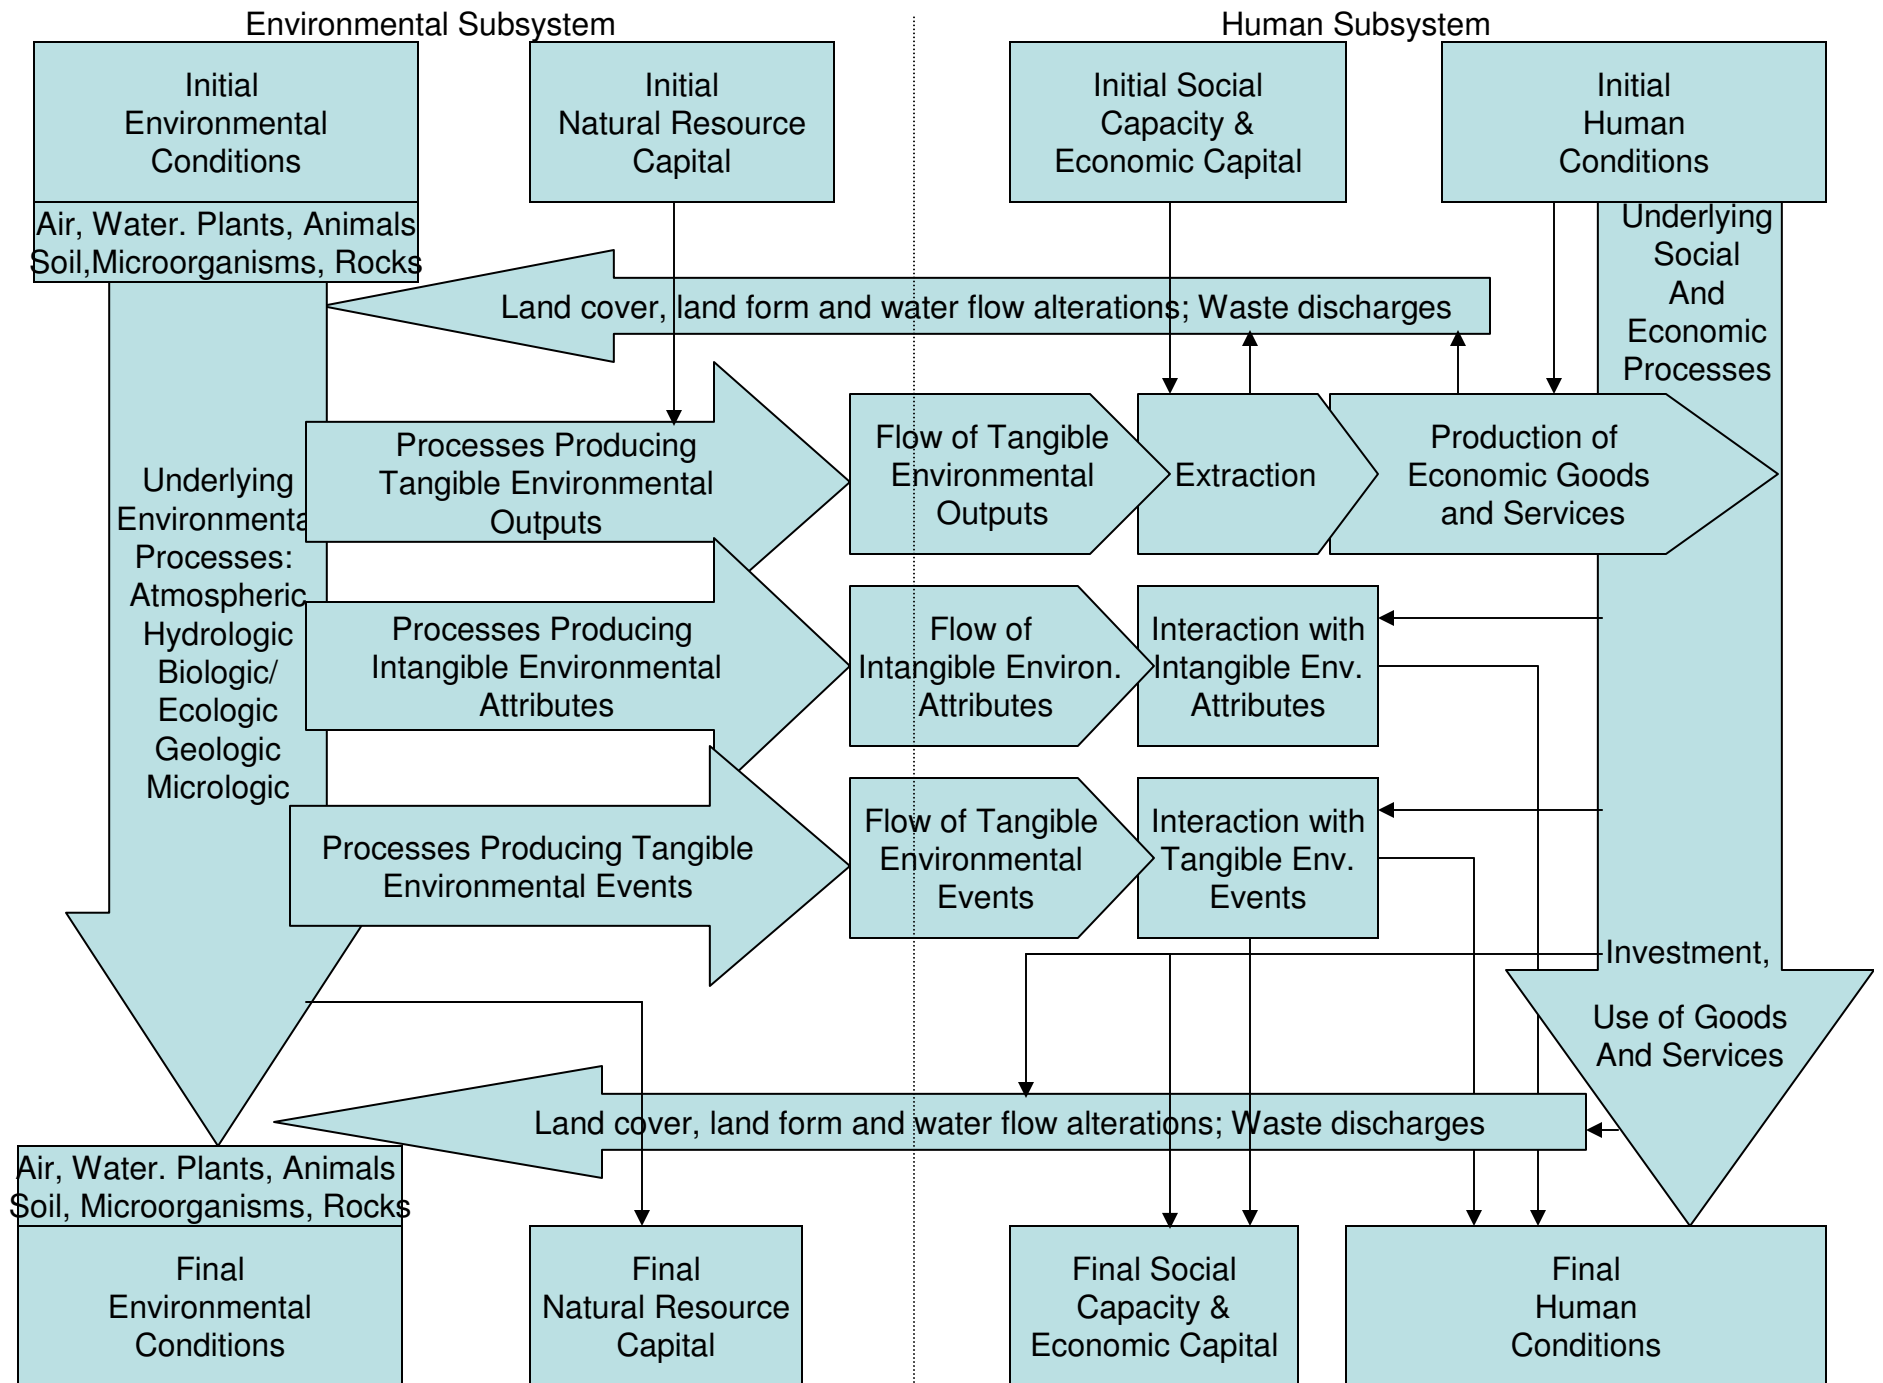 Environmental Subsystem
Human Subsystem
Initial
Environmental
Conditions
Initial
Natural Resource
Capital
Initial Social
Capacity &
Economic Capital
Initial
Human
Conditions
Air, Water. Plants, Animals
Soil,Microorganisms, Rocks
Underlying
Social
And
Economic
Processes
Land cover, land form and water flow alterations; Waste discharges
Underlying
Environmenta
Processes:
Atmospheric
Hydrologic
Biologic/
Ecologic
Geologic
Micrologic
Processes Producing
Tangible Environmental
Outputs
Flow of Tangible
Environmental
Outputs
Extraction
Production of
Economic Goods
and Services
Processes Producing
Intangible Environmental
Attributes
Flow of
Intangible Environ.
Attributes
Interaction with
Intangible Env.
Attributes
Processes Producing Tangible
Environmental Events
Flow of Tangible
Environmental
Events
Interaction with
Tangible Env.
Events
Investment,
Use of Goods
And Services
Land cover, land form and water flow alterations; Waste discharges
Air, Water. Plants, Animals
Soil, Microorganisms, Rocks
Final
Environmental
Conditions
Final
Natural Resource
Capital
Final Social
Capacity &
Economic Capital
Final
Human
Conditions